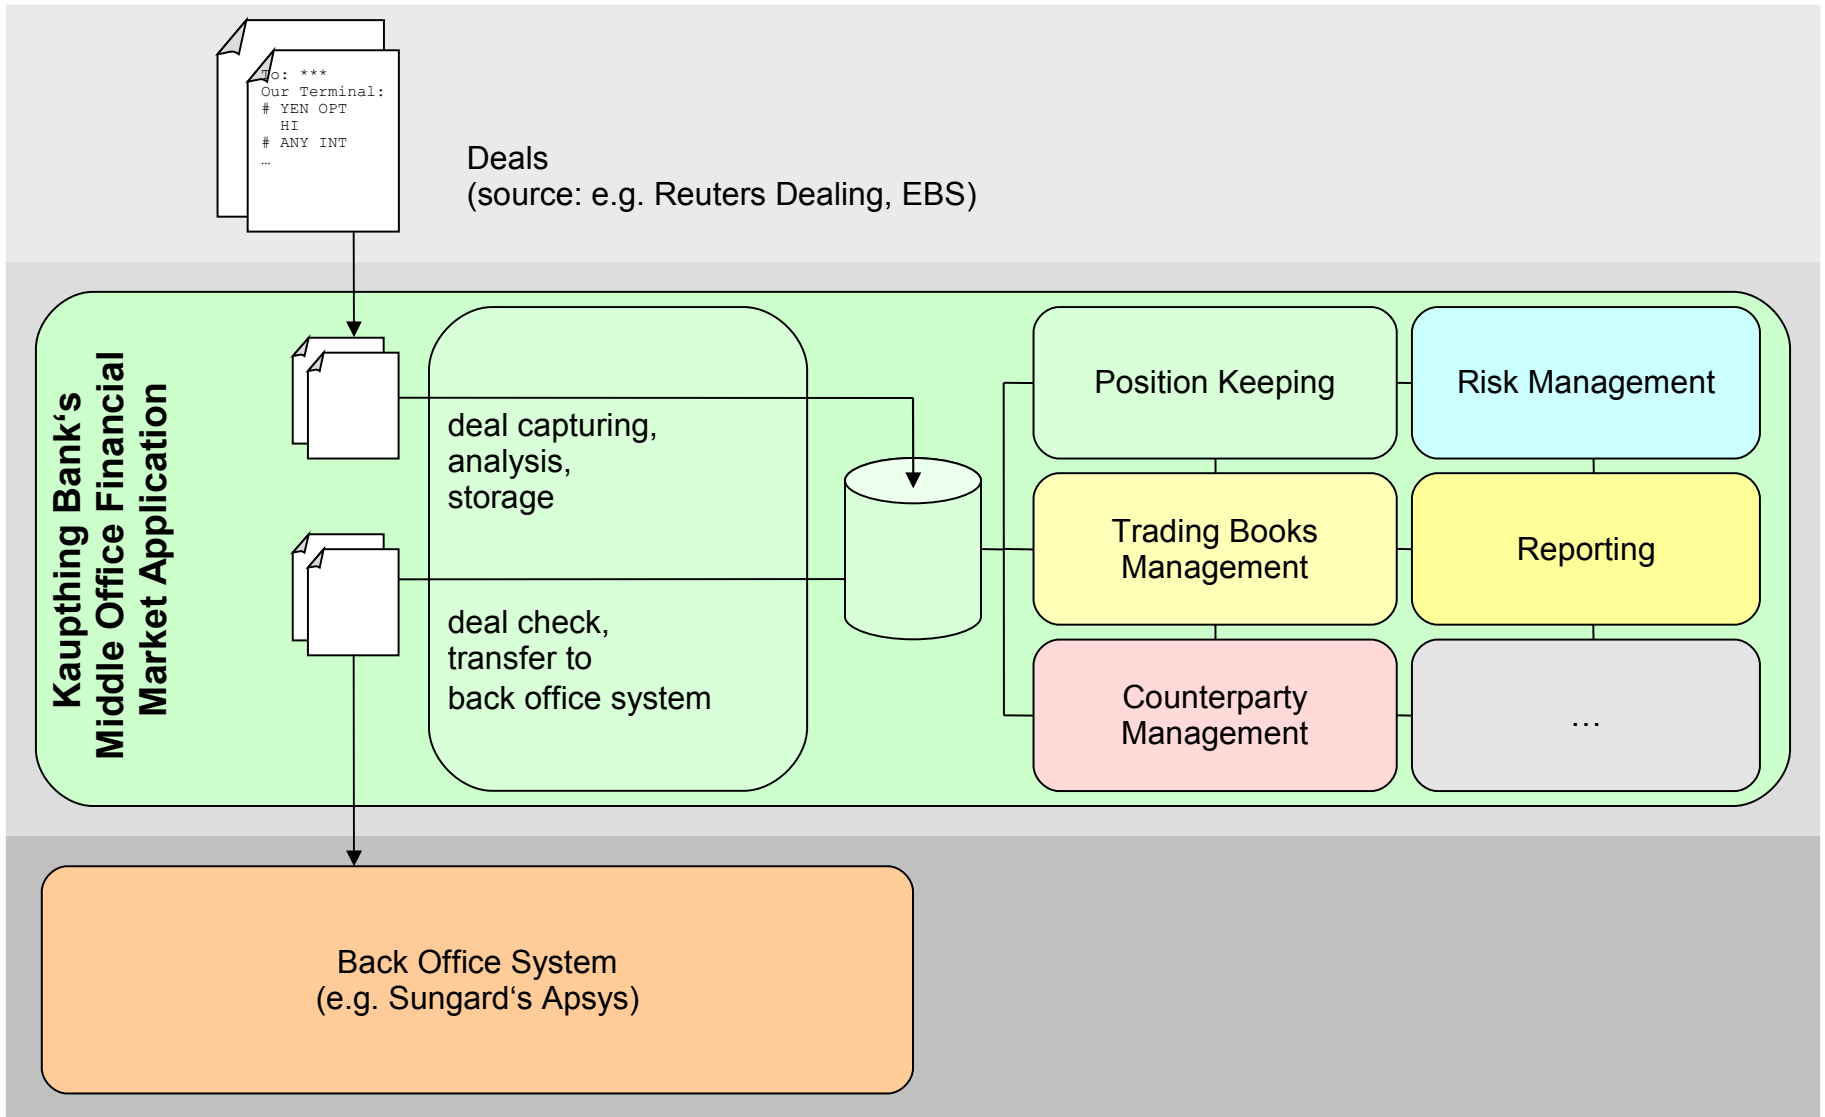 To: ***
Our Terminal:
# YEN OPT
HI
# ANY INT
…
Deals
(source: e.g. Reuters Dealing, EBS)
Kaupthing Bank‘s
Middle Office Financial
Market Application
deal capturing,
analysis,
storage
deal check,
transfer to
back office system
Position Keeping
Risk Management
Trading Books
Management
Reporting
Counterparty
Management
…
Back Office System
(e.g. Sungard‘s Apsys)